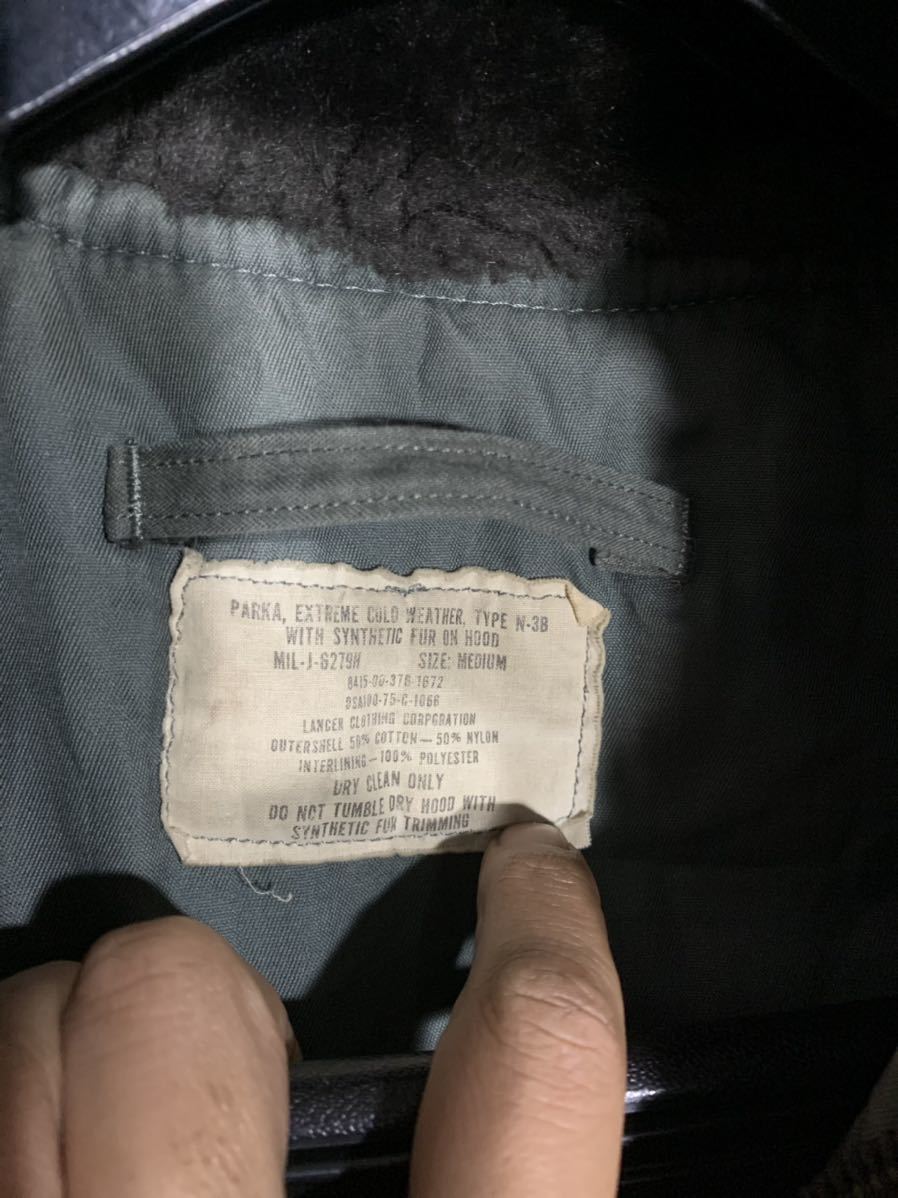 PARKA, EXTREME COLD WEATHER, TYPE N-3B
WITH SYNTHETIC FUR ON HOOD
MIL-J-6279H SIZE: MEDIUM
8415-00-376-1672
DSA100-75-C-1066
LANCER CLOTHING CORPORATION
OUTERSHELL 50% COTTON—50% NYLON
INTERLINING—100% POLYESTER
DRY CLEAN ONLY
DO NOT TUMBLE DRY HOOD WITH
SYNTHETIC FUR TRIMMING